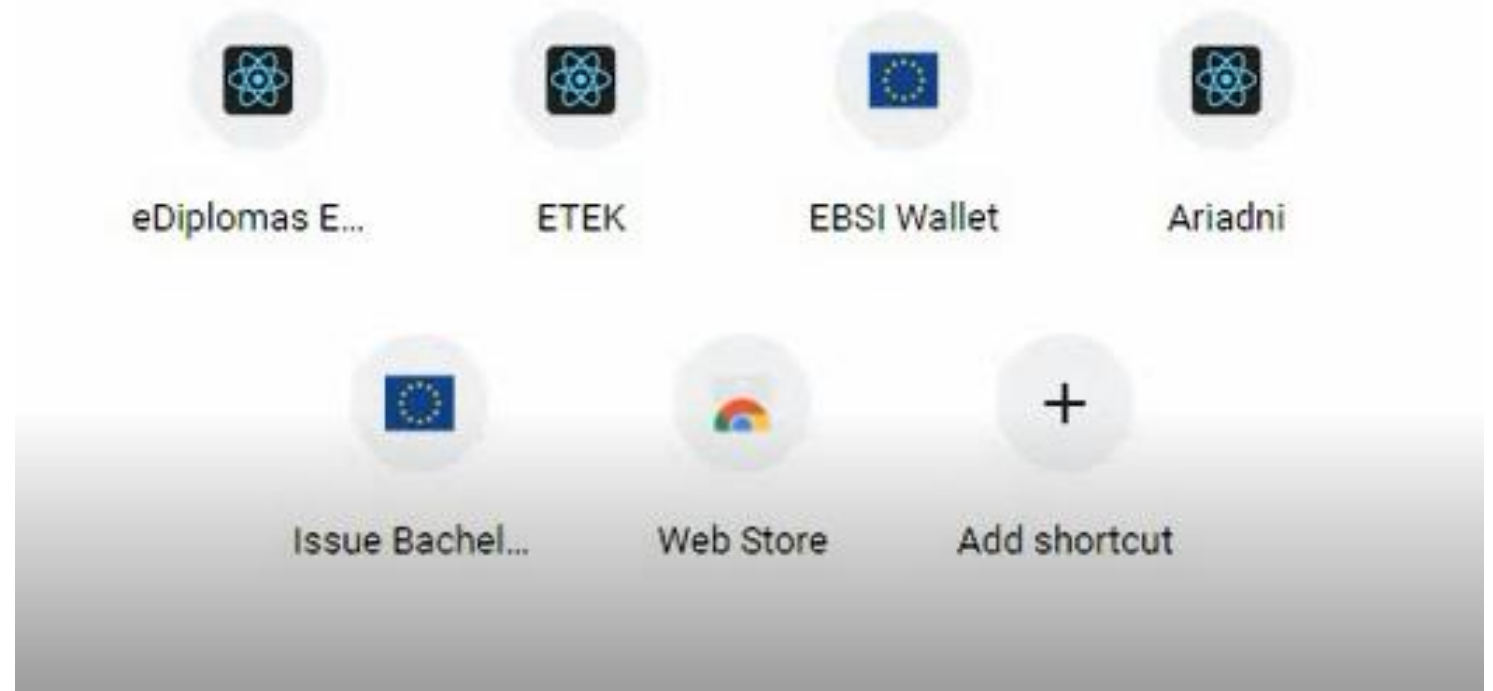 eDiplomas E...
ETEK
EBSI Wallet
Ariadni
Issue Bachel...
Web Store
Add shortcut